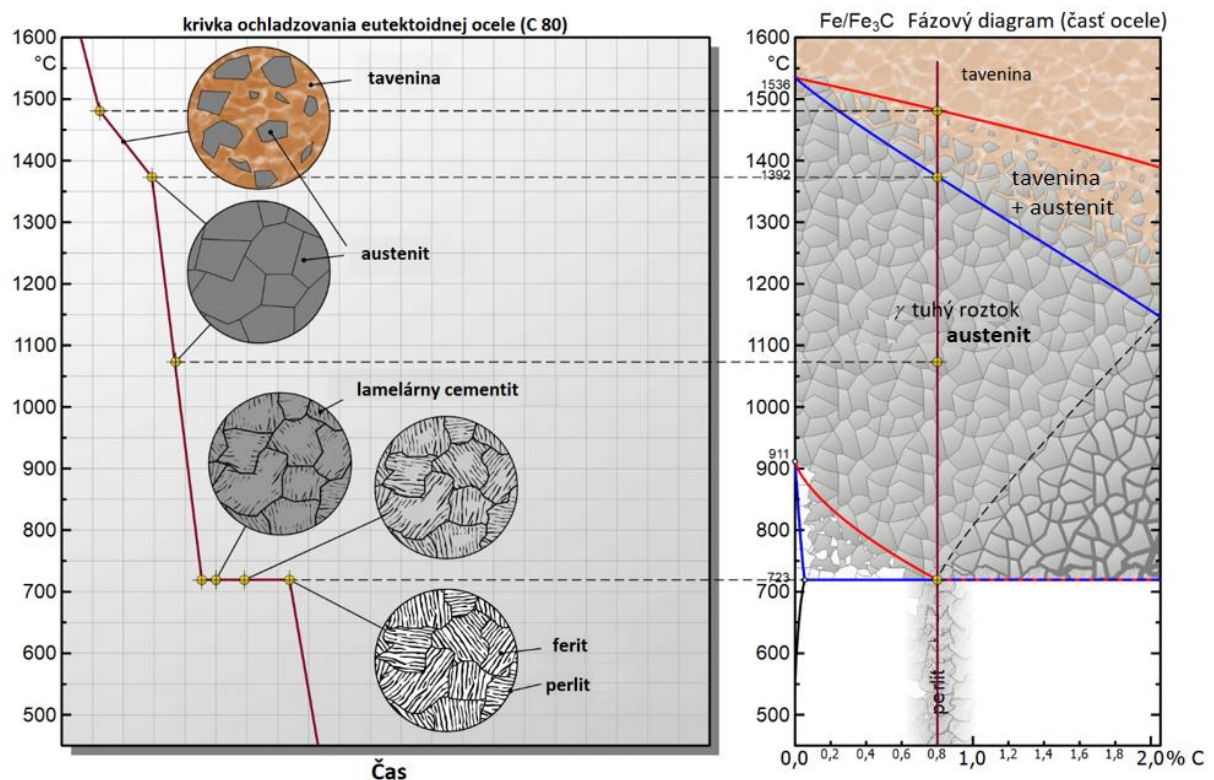 krivka ochladzovania eutektoidnej ocele (C 80)
1600
°C
1500
1400
1300
1200
1100
1000
900
800
700
600
500
tavenina
austenit
lamelárny cementit
ferit
perlit
Čas
Fe/Fe₃C Fázový diagram (časť ocele)
1600
°C
1536
1500
1400
1392
1300
1200
1100
1000
911
900
800
723
700
600
500
tavenina
tavenina
+ austenit
γ tuhý roztok
austenit
perlit
0,0 0,2 0,4 0,6 0,8 1,0 1,2 1,4 1,6 1,8 2,0 % C